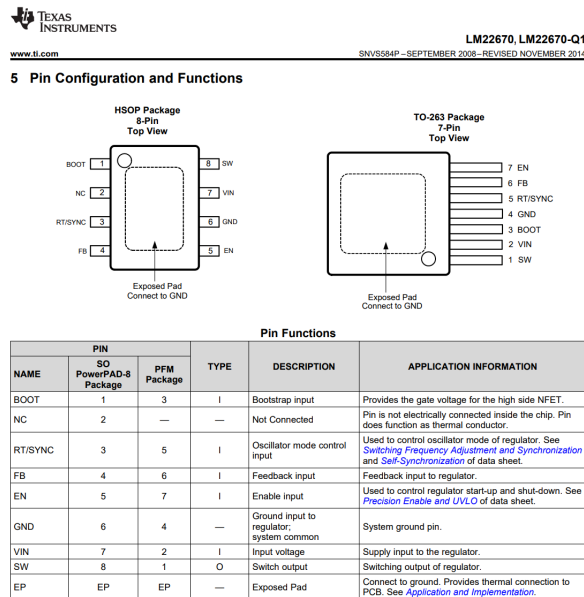 TEXAS
INSTRUMENTS
LM22670, LM22670-Q1
www.ti.com
SNVS584P – SEPTEMBER 2008 – REVISED NOVEMBER 2014
5 Pin Configuration and Functions
HSOP Package
8-Pin
Top View
BOOT 1
8 SW
NC 2
7 VIN
RT/SYNC 3
6 GND
FB 4
5 EN
Exposed Pad
Connect to GND
TO-263 Package
7-Pin
Top View
7 EN
6 FB
5 RT/SYNC
4 GND
3 BOOT
2 VIN
1 SW
Exposed Pad
Connect to GND
Pin Functions
PIN
NAME
SO
PowerPAD-8
Package
PFM
Package
TYPE
DESCRIPTION
APPLICATION INFORMATION
BOOT 1 3 I Bootstrap input Provides the gate voltage for the high side NFET.
NC 2 — — Not Connected Pin is not electrically connected inside the chip. Pin
does function as thermal conductor.
RT/SYNC 3 5 I Oscillator mode control
input
Used to control oscillator mode of regulator. See
Switching Frequency Adjustment and Synchronization
and Self-Synchronization of data sheet.
FB 4 6 I Feedback input Feedback input to regulator.
EN 5 7 I Enable input Used to control regulator start-up and shut-down. See
Precision Enable and UVLO of data sheet.
GND 6 4 — Ground input to
regulator;
system common
System ground pin.
VIN 7 2 I Input voltage Supply input to the regulator.
SW 8 1 O Switch output Switching output of regulator.
EP EP EP — Exposed Pad Connect to ground. Provides thermal connection to
PCB. See Application and Implementation.